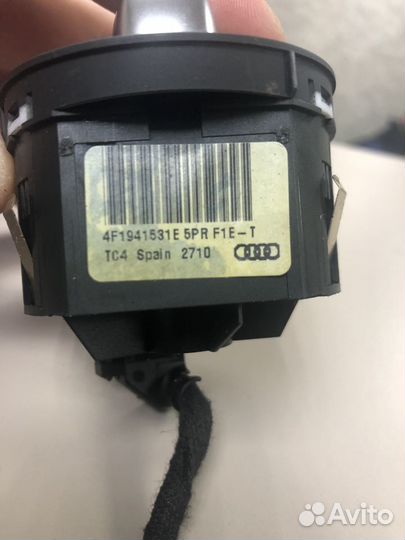 4F1941531E 5PR F1E-T
TC4 Spain 2710
Avito